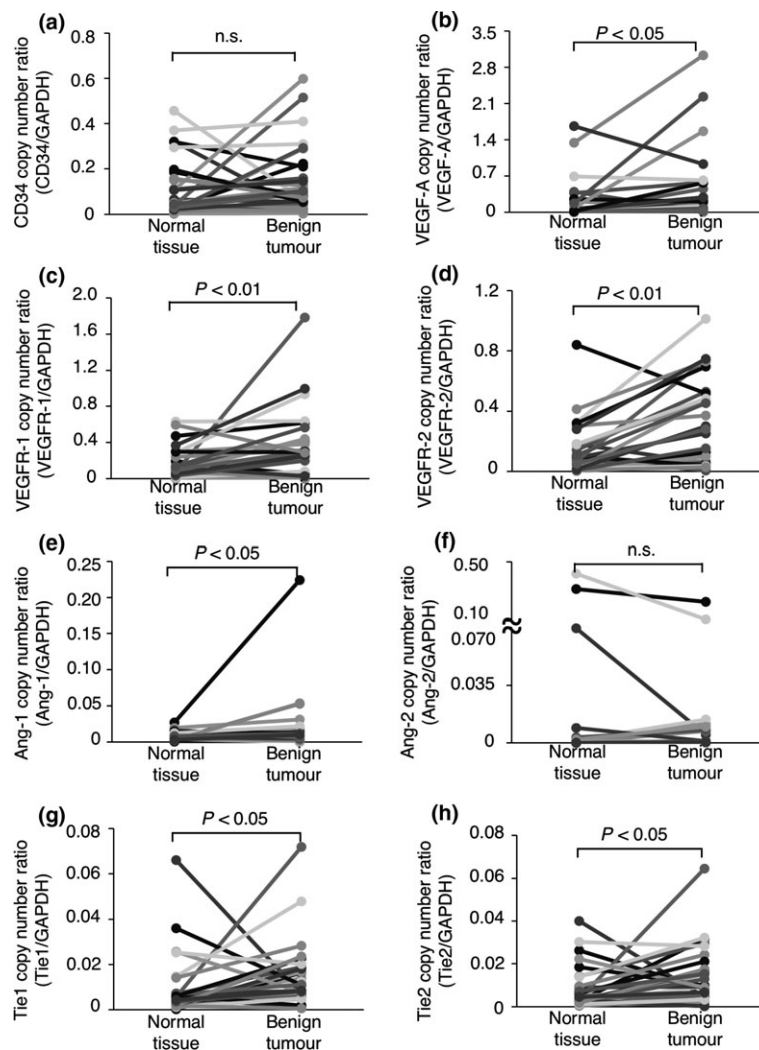 (a)
CD34 copy number ratio
(CD34/GAPDH)
0.8
0.6
0.4
0.2
0
n.s.
Normal
tissue
Benign
tumour
(b)
VEGF-A copy number ratio
(VEGF-A/GAPDH)
3.5
2.8
2.1
1.4
0.7
0
P < 0.05
Normal
tissue
Benign
tumour
(c)
VEGFR-1 copy number ratio
(VEGFR-1/GAPDH)
2.0
1.6
1.2
0.8
0.4
0
P < 0.01
Normal
tissue
Benign
tumour
(d)
VEGFR-2 copy number ratio
(VEGFR-2/GAPDH)
1.2
0.8
0.4
0
P < 0.01
Normal
tissue
Benign
tumour
(e)
Ang-1 copy number ratio
(Ang-1/GAPDH)
0.25
0.20
0.15
0.10
0.05
0
P < 0.05
Normal
tissue
Benign
tumour
(f)
Ang-2 copy number ratio
(Ang-2/GAPDH)
0.50
0.10
0.070
0.035
0
n.s.
Normal
tissue
Benign
tumour
(g)
Tie1 copy number ratio
(Tie1/GAPDH)
0.08
0.06
0.04
0.02
0
P < 0.05
Normal
tissue
Benign
tumour
(h)
Tie2 copy number ratio
(Tie2/GAPDH)
0.08
0.06
0.04
0.02
0
P < 0.05
Normal
tissue
Benign
tumour